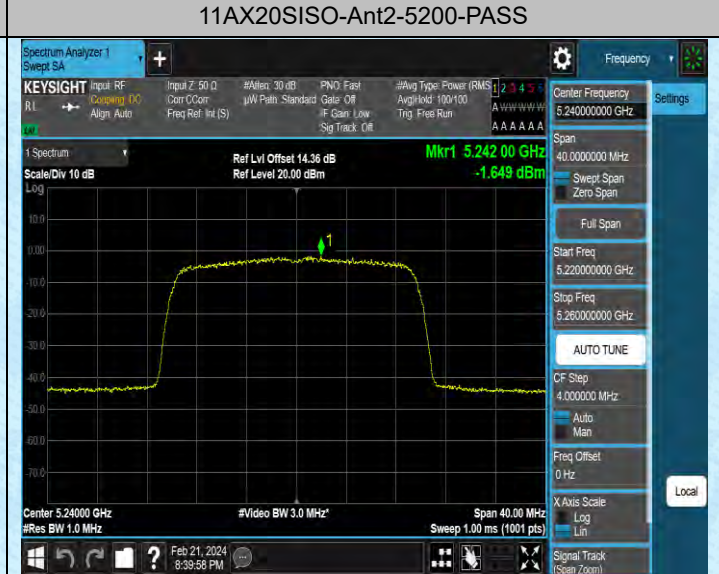 11AX20SISO-Ant2-5200-PASS
Spectrum Analyzer 1
Swept SA
Frequency
KEYSIGHT
Input: RF
Input Z: 50 Ω
#Atten: 30 dB
PNO: Fast
#Avg Type: Power (RMS
1 2 3 4 5 6
RL
Coupling: DC
Corr CCorr
µW Path: Standard
Gate: Off
Avg|Hold: 100/100
A W W W W W
Align: Auto
Freq Ref: Int (S)
IF Gain: Low
Trig: Free Run
Sig Track: Off
A A A A A A
1 Spectrum
Scale/Div 10 dB
Ref Lvl Offset 14.36 dB
Ref Level 20.00 dBm
Mkr1 5.242 00 GHz
-1.649 dBm
Log
10.0
0.00
-10.0
-20.0
-30.0
-40.0
-50.0
-60.0
-70.0
1
Center 5.24000 GHz
#Video BW 3.0 MHz*
Span 40.00 MHz
#Res BW 1.0 MHz
Sweep 1.00 ms (1001 pts)
Center Frequency
5.240000000 GHz
Settings
Span
40.0000000 MHz
Swept Span
Zero Span
Full Span
Start Freq
5.220000000 GHz
Stop Freq
5.260000000 GHz
AUTO TUNE
CF Step
4.000000 MHz
Auto
Man
Freq Offset
0 Hz
X Axis Scale
Log
Lin
Signal Track
(Span Zoom)
Local
Feb 21, 2024
8:39:58 PM